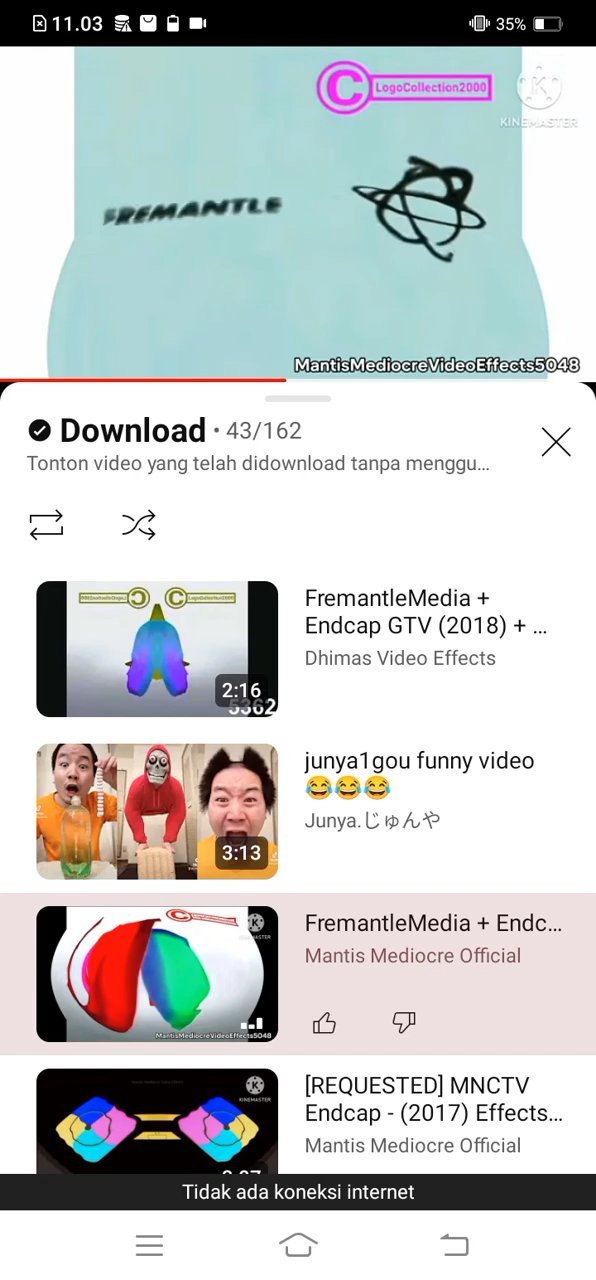 11.03
35%
LogoCollection2000
KINEMASTER
FREMANTLE
MantisMediocreVideoEffects5048
Download · 43/162
Tonton video yang telah didownload tanpa menggu...
FremantleMedia +
Endcap GTV (2018) + ...
Dhimas Video Effects
LogoCollection2000
2:16
5362
junya1gou funny video
😂😂😂
Junya.じゅんや
3:13
FremantleMedia + Endc...
Mantis Mediocre Official
MantisMediocreVideoEffects5048
[REQUESTED] MNCTV
Endcap - (2017) Effects...
Mantis Mediocre Official
KINEMASTER
Tidak ada koneksi internet